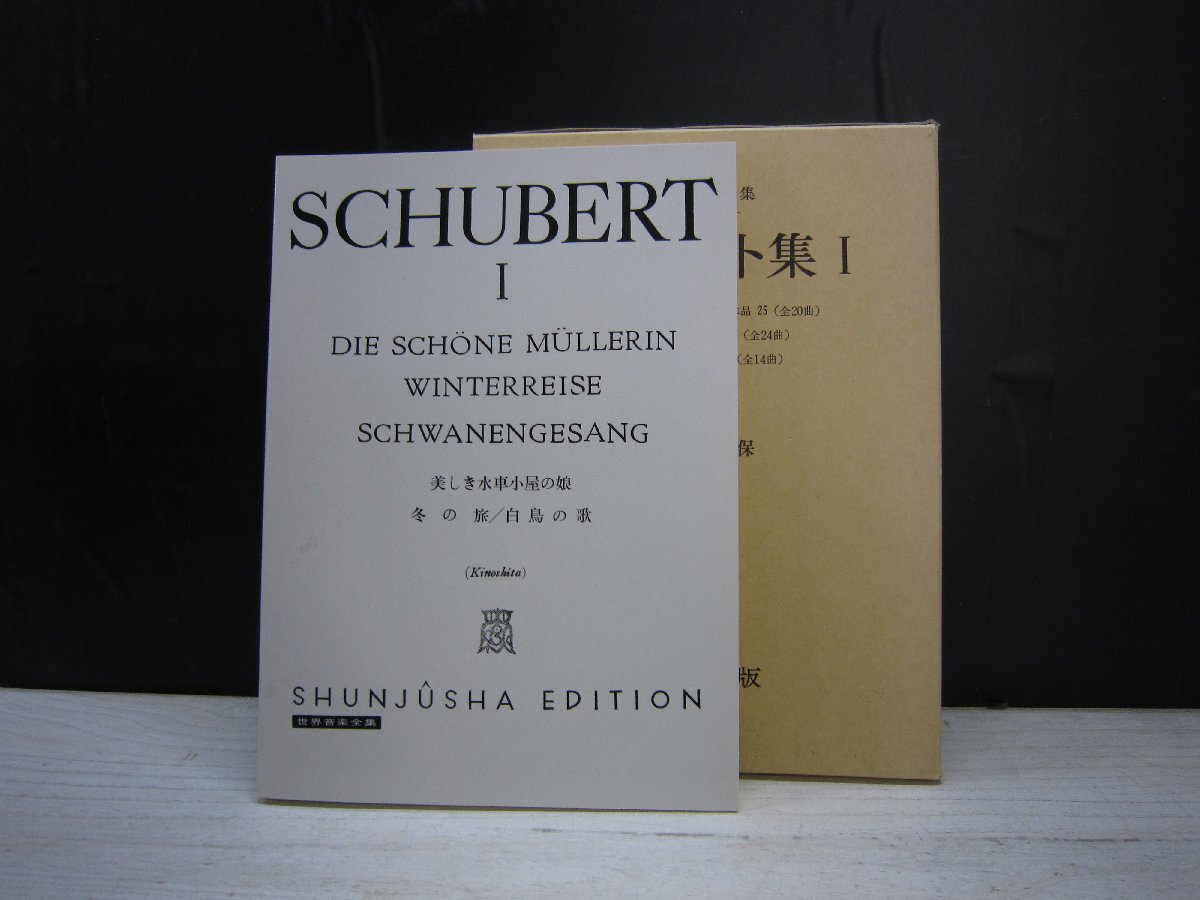 SCHUBERT
I
DIE SCHÖNE MÜLLERIN
WINTERREISE
SCHWANENGESANG
美しき水車小屋の娘
冬の旅/白鳥の歌
(Kinoshita)
SHUNJÛSHA EDITION
世界音楽全集
集
ト集 I
作品 25 (全20曲)
(全24曲)
(全14曲)
保
版